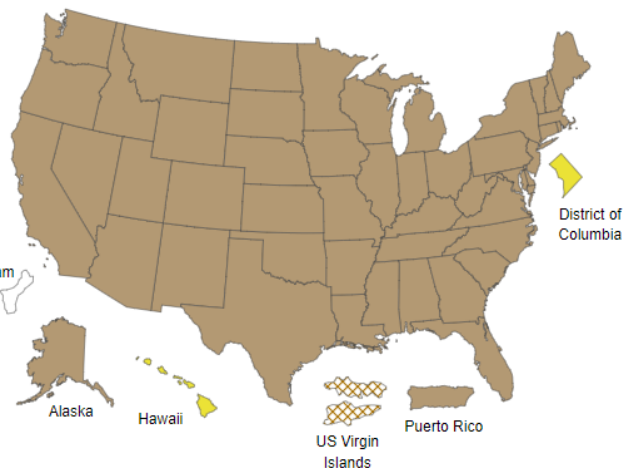 District of
Columbia
Alaska
Hawaii
US Virgin
Islands
Puerto Rico